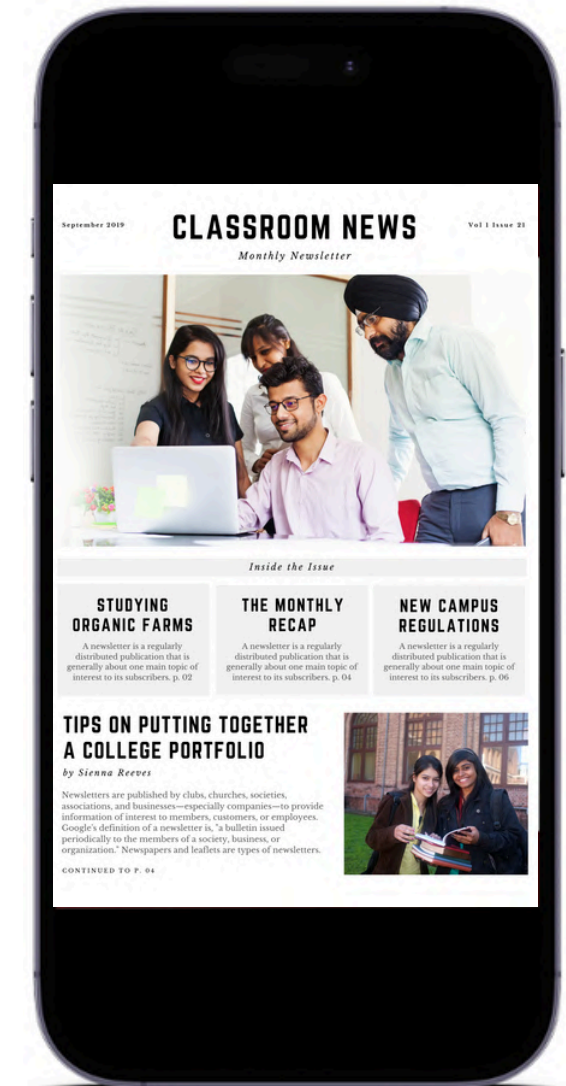 September 2019
CLASSROOM NEWS
Vol 1 Issue 21
Monthly Newsletter
Inside the Issue
STUDYING
ORGANIC FARMS
A newsletter is a regularly
distributed publication that is
generally about one main topic of
interest to its subscribers. p. 02
THE MONTHLY
RECAP
A newsletter is a regularly
distributed publication that is
generally about one main topic of
interest to its subscribers. p. 04
NEW CAMPUS
REGULATIONS
A newsletter is a regularly
distributed publication that is
generally about one main topic of
interest to its subscribers. p. 06
TIPS ON PUTTING TOGETHER
A COLLEGE PORTFOLIO
by Sienna Reeves
Newsletters are published by clubs, churches, societies,
associations, and businesses—especially companies—to provide
information of interest to members, customers, or employees.
Google's definition of a newsletter is, "a bulletin issued
periodically to the members of a society, business, or
organization." Newspapers and leaflets are types of newsletters.
CONTINUED TO P. 04